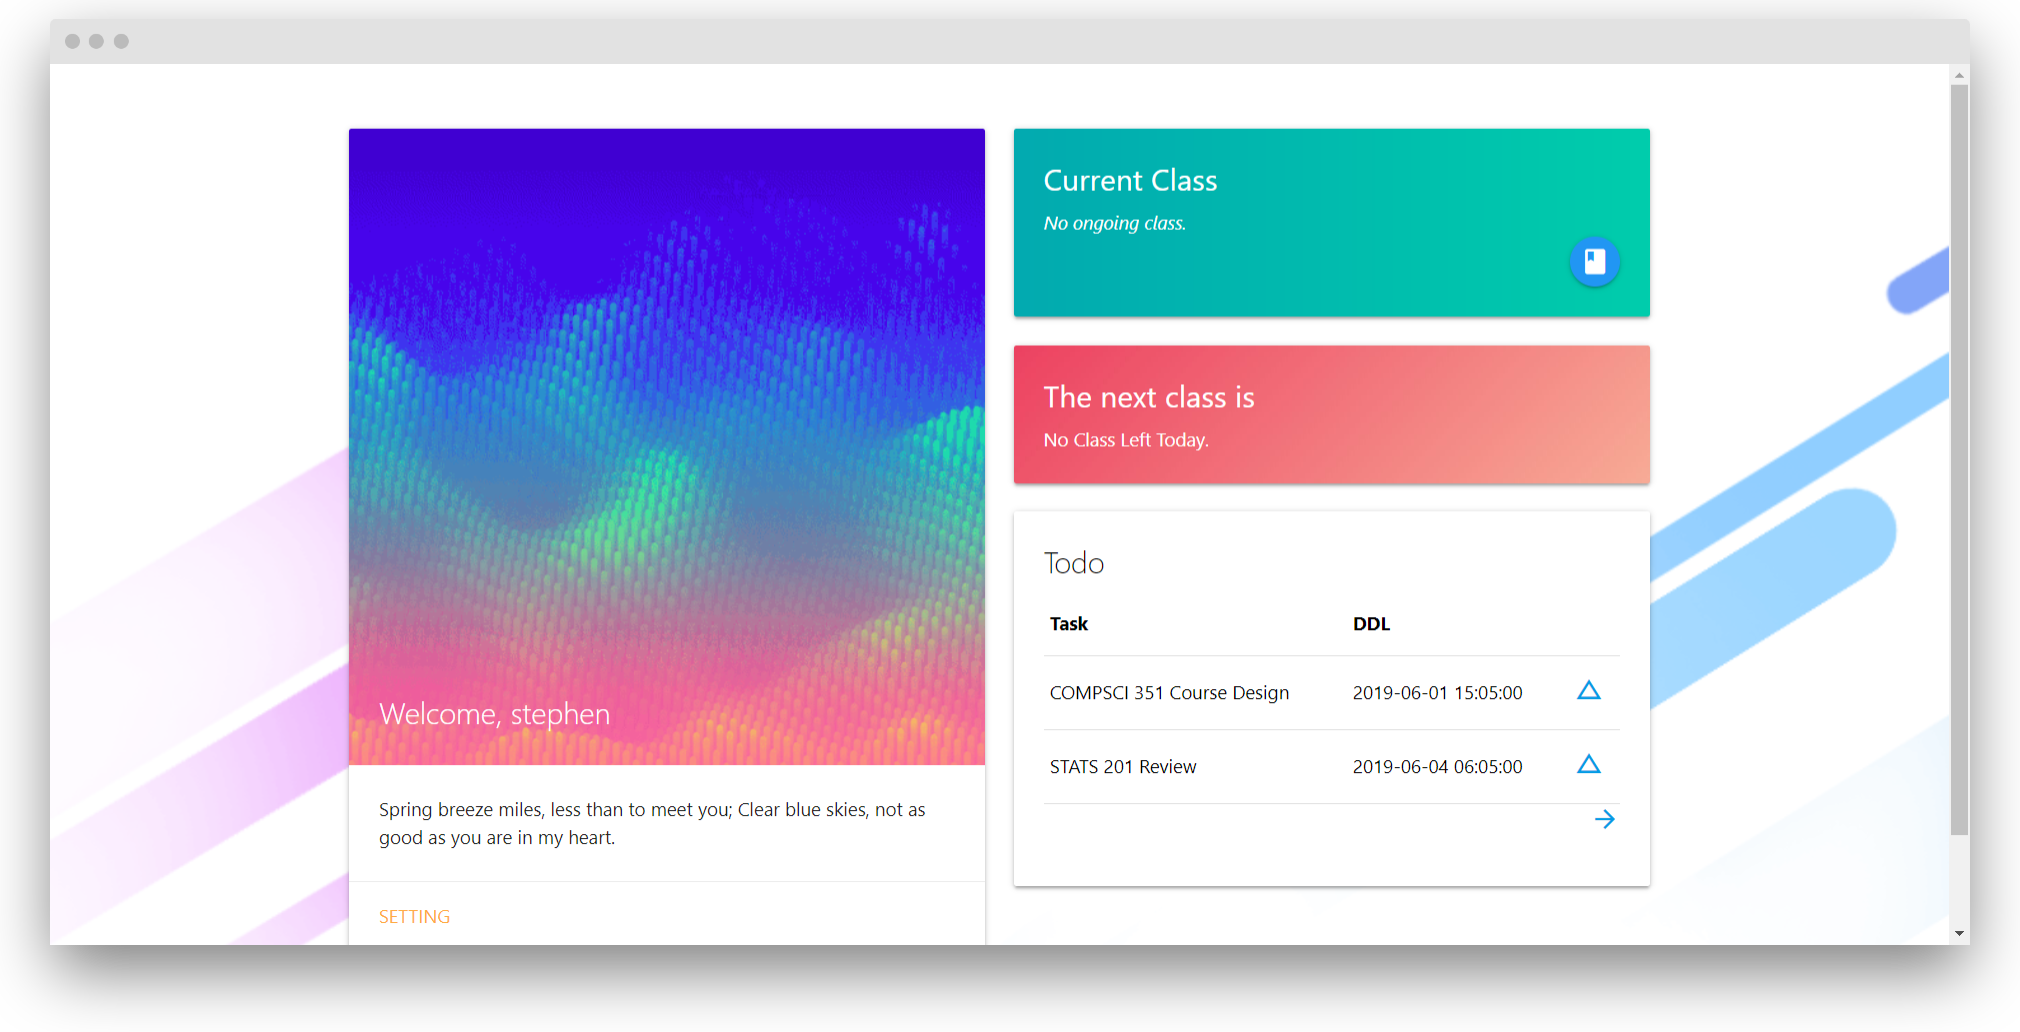 Welcome, stephen
Spring breeze miles, less than to meet you; Clear blue skies, not as
good as you are in my heart.
SETTING
Current Class
No ongoing class.
The next class is
No Class Left Today.
Todo
Task DDL
COMPSCI 351 Course Design 2019-06-01 15:05:00
STATS 201 Review 2019-06-04 06:05:00